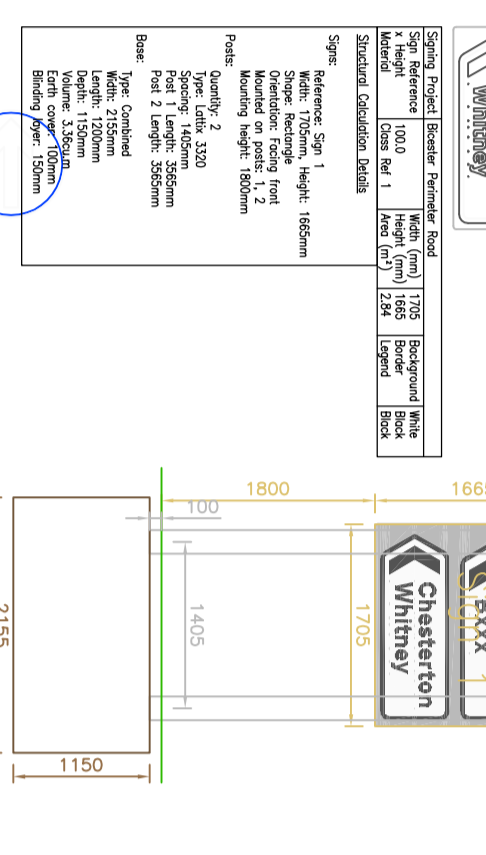 Whitney
Signing Project Bicester Perimeter Road
Sign Reference Width (mm) 1705 Background White
x Height 100.0 Height (mm) 1665 Border Black
Material Class Ref 1 Area (m²) 2.84 Legend Black
Structural Calculation Details
Signs:
Reference: Sign 1
Width: 1705mm, Height: 1665mm
Shape: Rectangle
Orientation: Facing front
Mounted on posts: 1, 2
Mounting height: 1800mm
Posts:
Quantity: 2
Type: Lattix 3320
Spacing: 1405mm
Post 1 Length: 3565mm
Post 2 Length: 3565mm
Base:
Type: Combined
Width: 2155mm
Length: 1200mm
Depth: 1150mm
Volume: 3.36cu.m
Earth cover: 100mm
Blinding layer: 150mm
Sign 1
Chesterton
Whitney
1665
1800
1705
100
1405
1150
2155